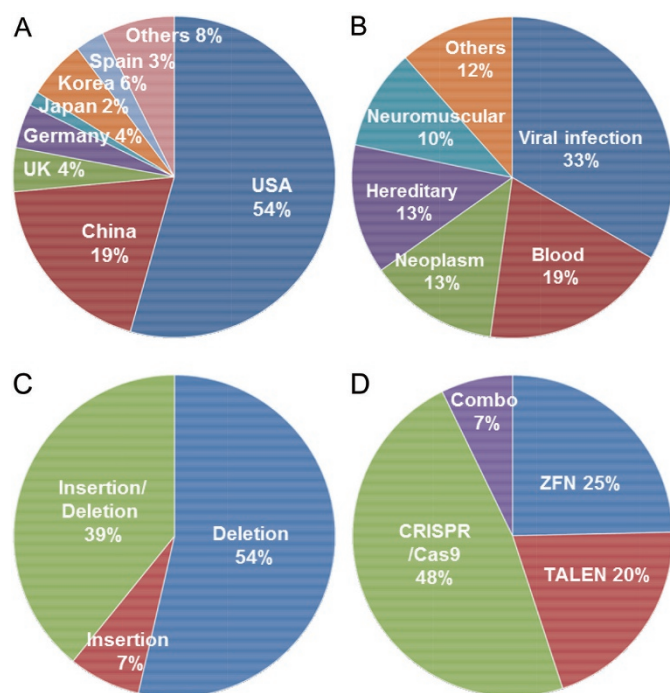 A
Others 8%
Spain 3%
Korea 6%
Japan 2%
Germany 4%
UK 4%
USA
54%
China
19%
B
Others
12%
Neuromuscular
10%
Viral infection
33%
Hereditary
13%
Neoplasm
13%
Blood
19%
C
Insertion/
Deletion
39%
Deletion
54%
Insertion
7%
D
Combo
7%
ZFN 25%
CRISPR
/Cas9
48%
TALEN 20%